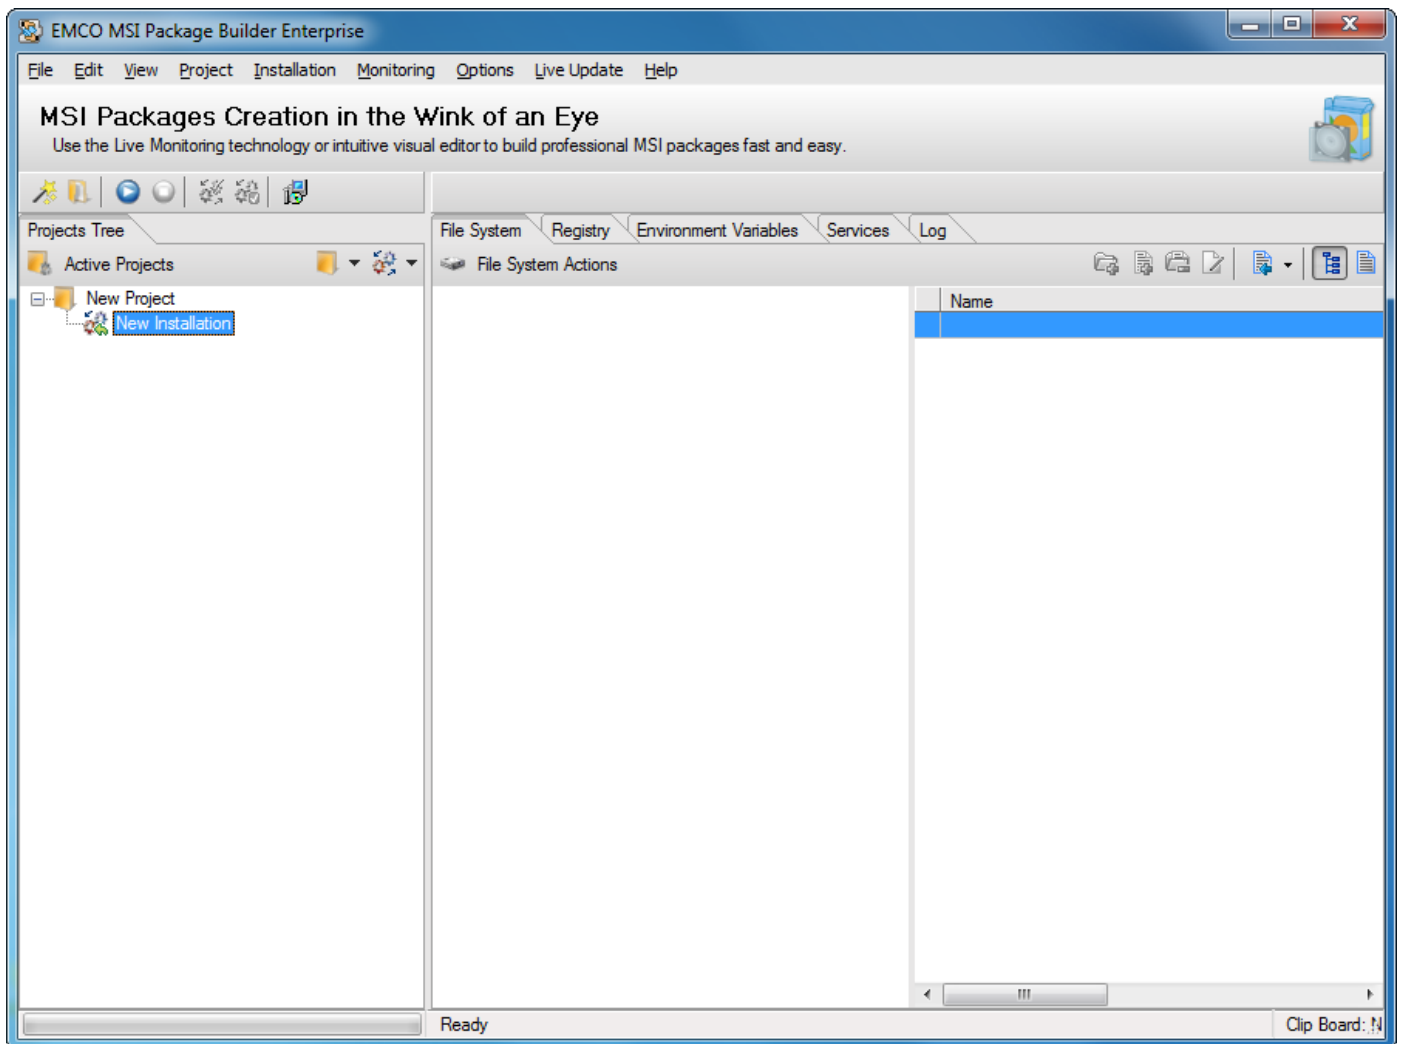 EMCO MSI Package Builder Enterprise
File Edit View Project Installation Monitoring Options Live Update Help
MSI Packages Creation in the Wink of an Eye
Use the Live Monitoring technology or intuitive visual editor to build professional MSI packages fast and easy.
Projects Tree
File System Registry Environment Variables Services Log
Active Projects
File System Actions
New Project
Name
New Installation
Ready
Clip Board: N